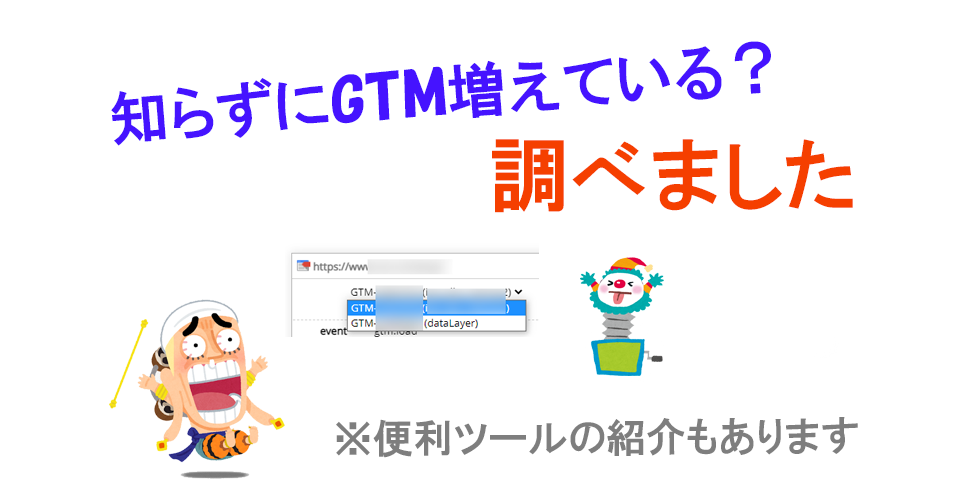 知らずにGTM増えている？
調べました
https://www
GTM-
2)
GTM-
)
GTM-
(dataLayer)
event
gtm.load
※便利ツールの紹介もあります